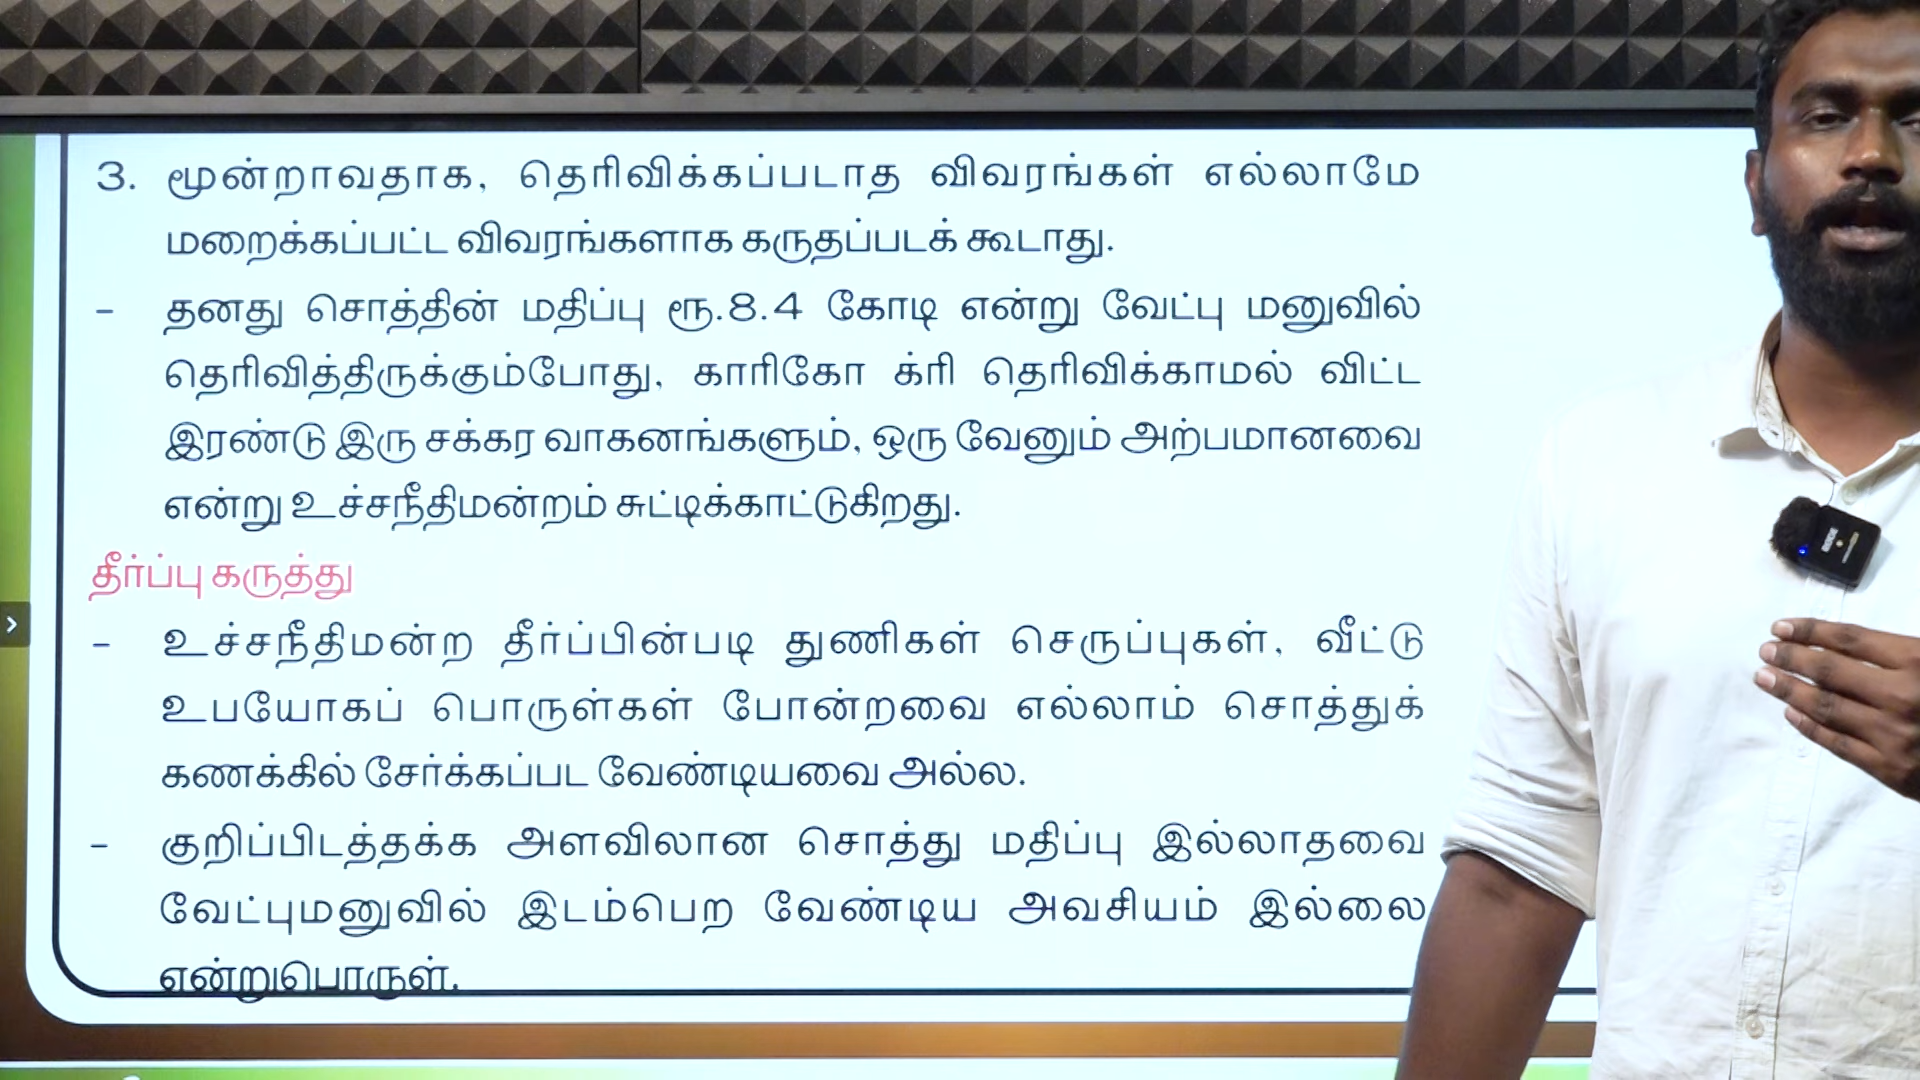 3. மூன்றாவதாக, தெரிவிக்கப்படாத விவரங்கள் எல்லாமே
மறைக்கப்பட்ட விவரங்களாக கருதப்படக் கூடாது.
- தனது சொத்தின் மதிப்பு ரூ.8.4 கோடி என்று வேட்பு மனுவில்
தெரிவித்திருக்கும்போது, காரிகோ க்ரி தெரிவிக்காமல் விட்ட
இரண்டு இரு சக்கர வாகனங்களும், ஒரு வேனும் அற்பமானவை
என்று உச்சநீதிமன்றம் சுட்டிக்காட்டுகிறது.
தீர்ப்பு கருத்து
- உச்சநீதிமன்ற தீர்ப்பின்படி துணிகள் செருப்புகள், வீட்டு
உபயோகப் பொருள்கள் போன்றவை எல்லாம் சொத்துக்
கணக்கில் சேர்க்கப்பட வேண்டியவை அல்ல.
- குறிப்பிடத்தக்க அளவிலான சொத்து மதிப்பு இல்லாதவை
வேட்புமனுவில் இடம்பெற வேண்டிய அவசியம் இல்லை
என்றுபொருள்.